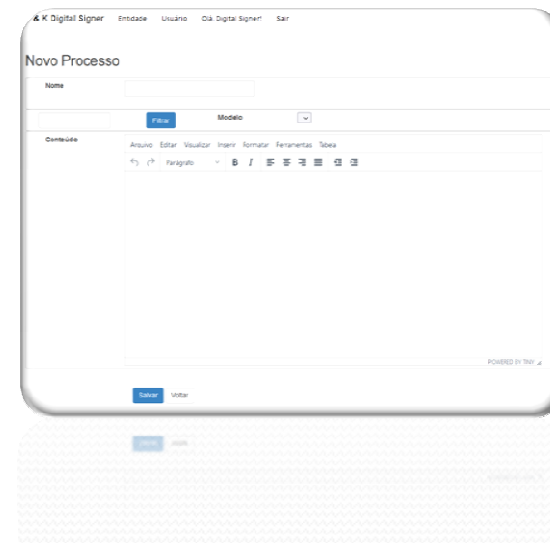 & K Digital Signer Entidade Usuário Olá, Digital Signer! Sair
Novo Processo
Nome
Filtrar Modelo
Conteúdo
Arquivo Editar Visualizar Inserir Formatar Ferramentas Tabela
Parágrafo B I
POWERED BY TINY
Salvar Voltar